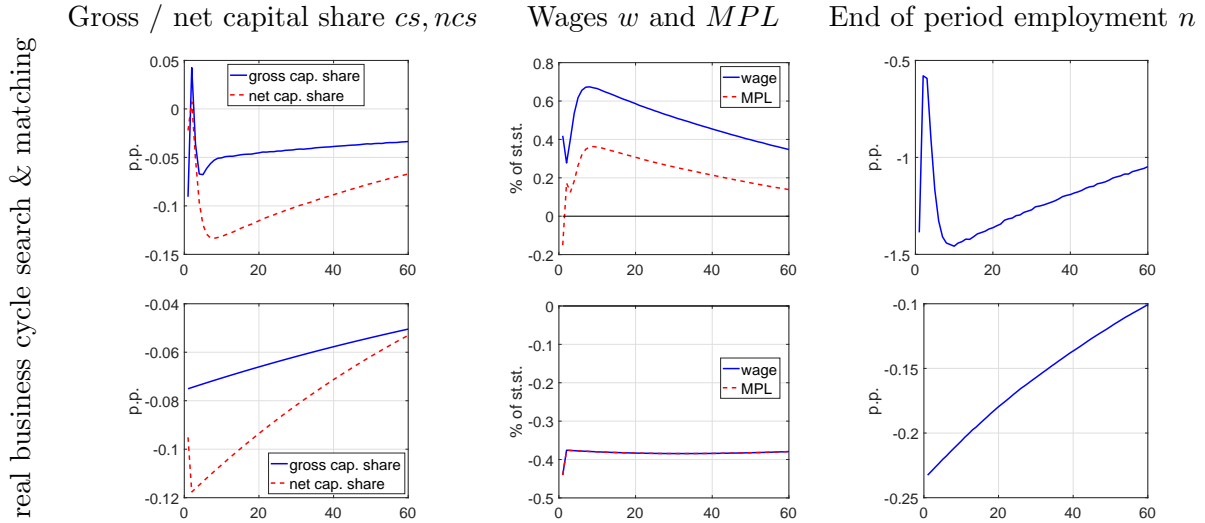 Gross / net capital share cs, ncs
Wages w and MPL
End of period employment n
real business cycle search & matching
p.p.
0.05
0
-0.05
-0.1
-0.15
0
20
40
60
gross cap. share
net cap. share
% of st.st.
0.8
0.6
0.4
0.2
0
-0.2
0
20
40
60
wage
MPL
p.p.
-0.5
-1
-1.5
0
20
40
60
p.p.
-0.04
-0.06
-0.08
-0.1
-0.12
0
20
40
60
gross cap. share
net cap. share
% of st.st.
0
-0.1
-0.2
-0.3
-0.4
-0.5
0
20
40
60
wage
MPL
p.p.
-0.1
-0.15
-0.2
-0.25
0
20
40
60